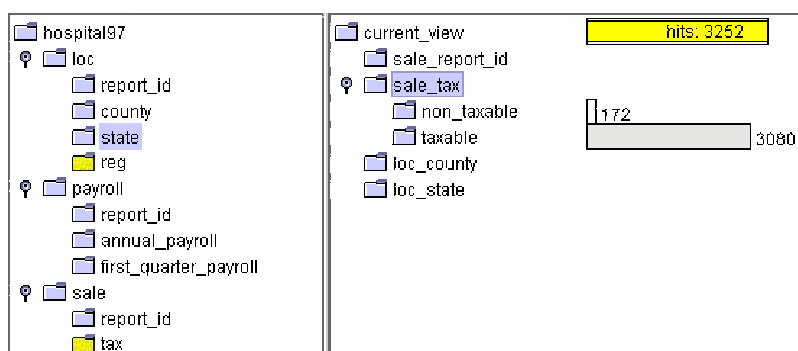 hospital97
loc
report_id
county
state
reg
payroll
report_id
annual_payroll
first_quarter_payroll
sale
report_id
tax
current_view
hits: 3252
sale_report_id
sale_tax
non_taxable
172
taxable
3080
loc_county
loc_state